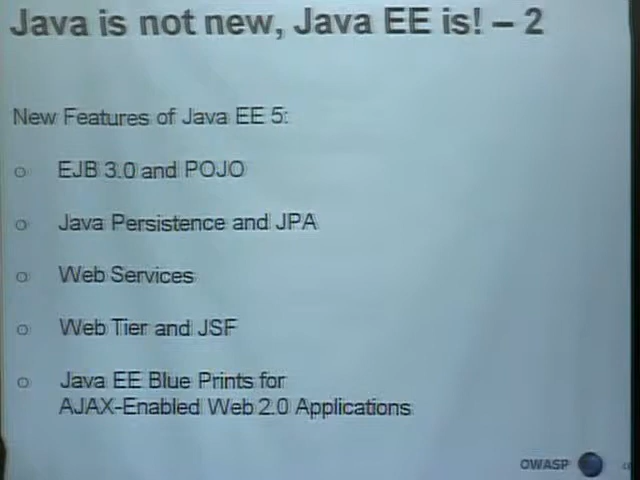 Java is not new, Java EE is! – 2
New Features of Java EE 5:
EJB 3.0 and POJO
Java Persistence and JPA
Web Services
Web Tier and JSF
Java EE Blue Prints for
AJAX-Enabled Web 2.0 Applications
OWASP